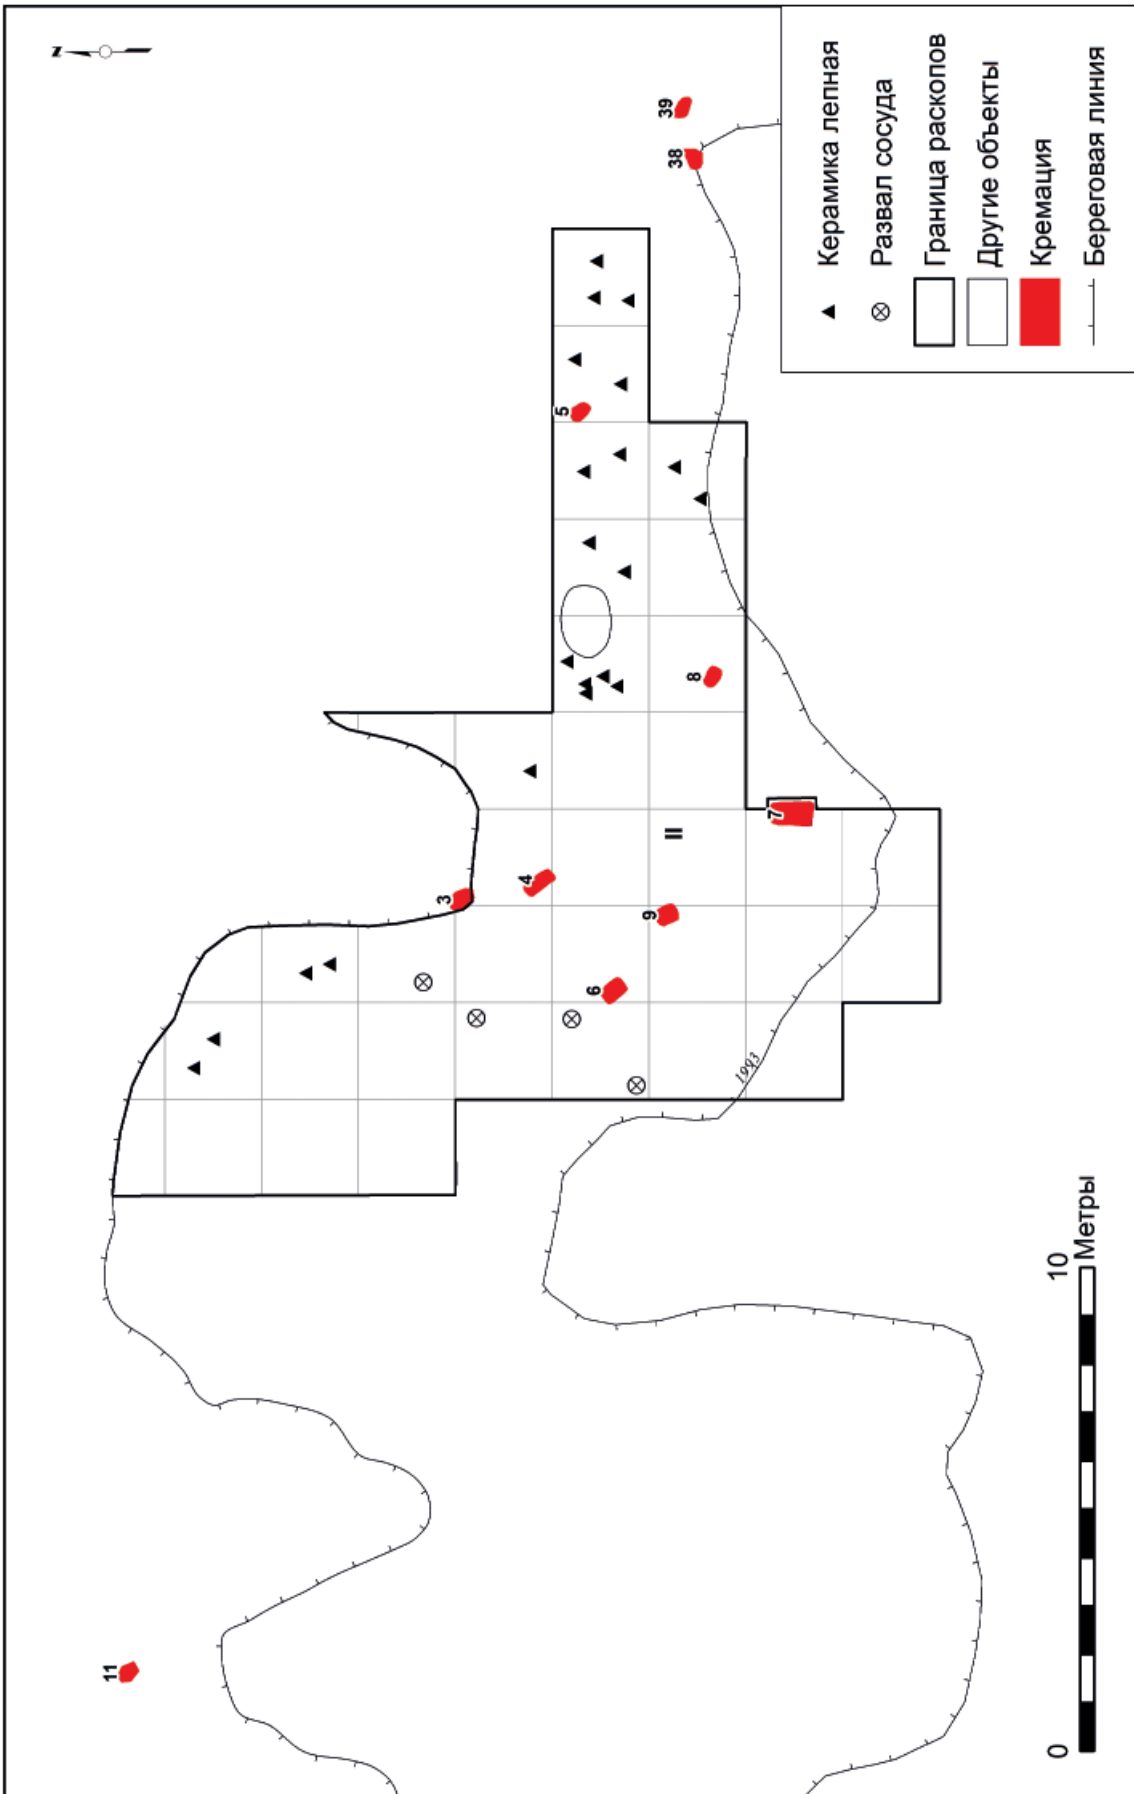 N
11
3
4
5
6
7
8
9
38
39
II
1993
Керамика лепная
Развал сосуда
Граница раскопов
Другие объекты
Кремация
Береговая линия
0
10
Метры